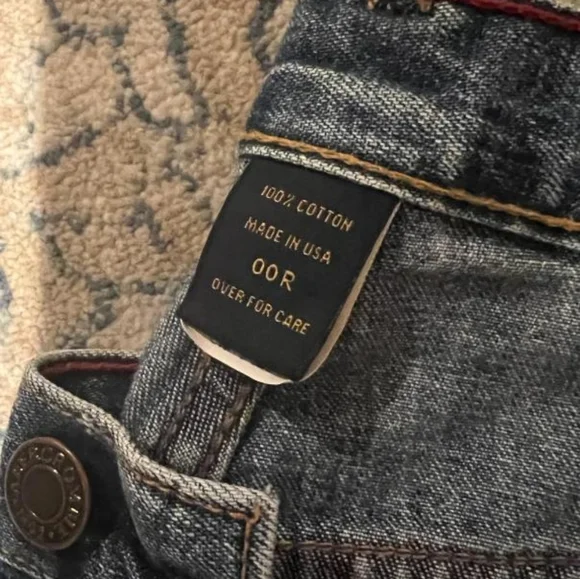 100% COTTON
MADE IN USA
00R
OVER FOR CARE